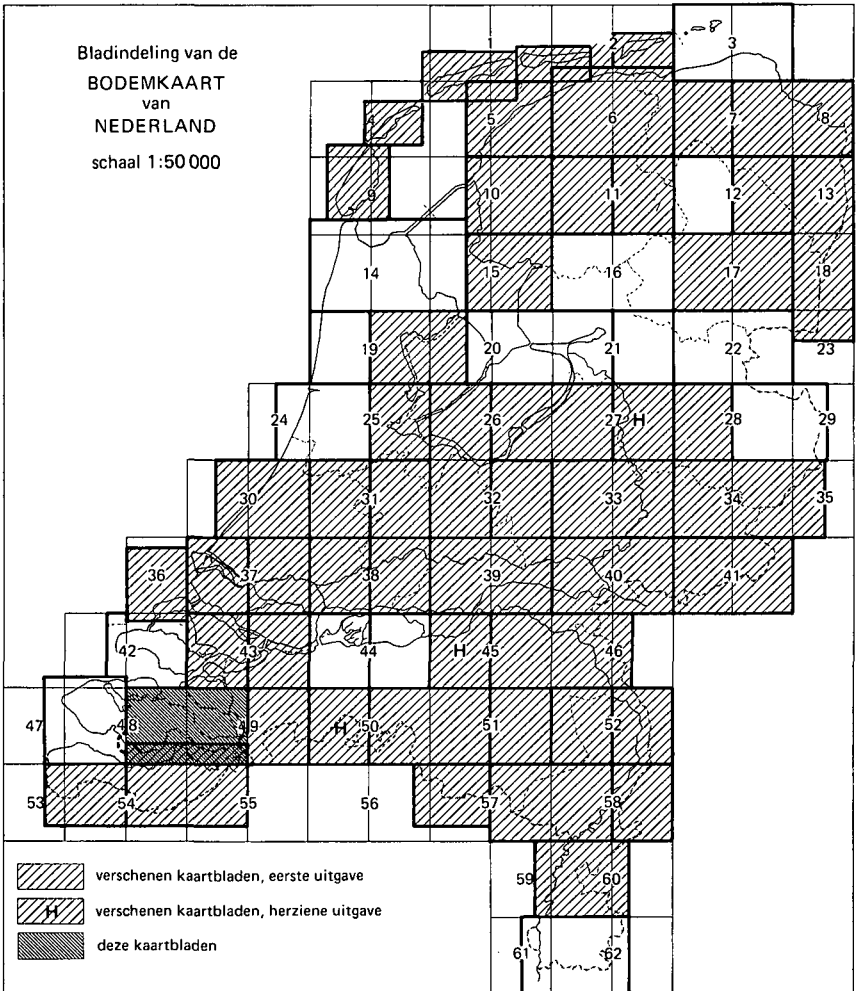 Bladindeling van de
BODEMKAART
van
NEDERLAND
schaal 1:50 000
1 2 3
4 5 6 7 8
9 10 11 12 13
14 15 16 17 18
19 20 21 22 23
24 25 26 27 H 28 29
30 31 32 33 34 35
36 37 38 39 40 41
42 43 44 H 45 46
47 48 49 H 50 51 52
53 54 55 56 57 58
59 60
61 62
verschenen kaartbladen, eerste uitgave
H verschenen kaartbladen, herziene uitgave
deze kaartbladen